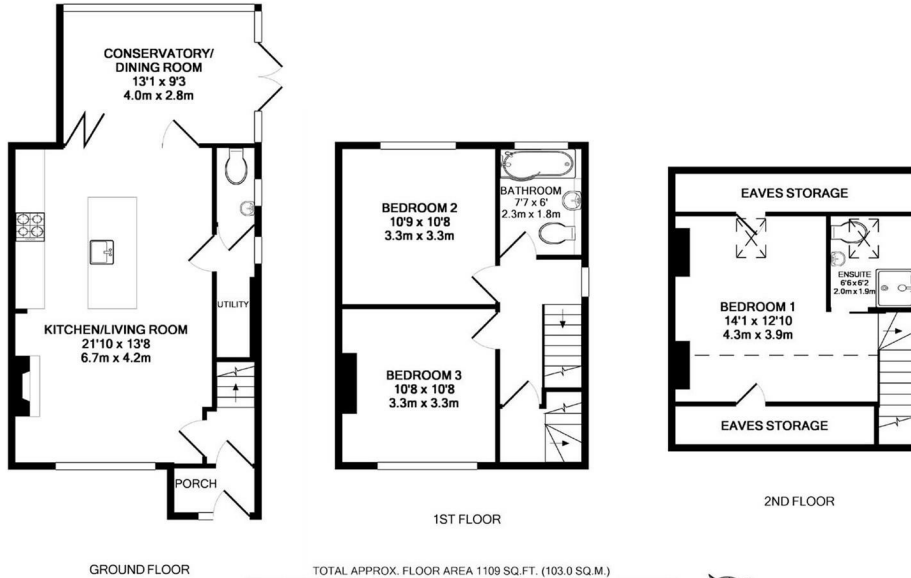 CONSERVATORY/
DINING ROOM
13'1 x 9'3
4.0m x 2.8m
KITCHEN/LIVING ROOM
21'10 x 13'8
6.7m x 4.2m
UTILITY
PORCH
GROUND FLOOR
BEDROOM 2
10'9 x 10'8
3.3m x 3.3m
BATHROOM
7'7 x 6'
2.3m x 1.8m
BEDROOM 3
10'8 x 10'8
3.3m x 3.3m
1ST FLOOR
EAVES STORAGE
ENSUITE
6'6 x 6'2
2.0m x 1.9m
BEDROOM 1
14'1 x 12'10
4.3m x 3.9m
EAVES STORAGE
2ND FLOOR
TOTAL APPROX. FLOOR AREA 1109 SQ.FT. (103.0 SQ.M.)